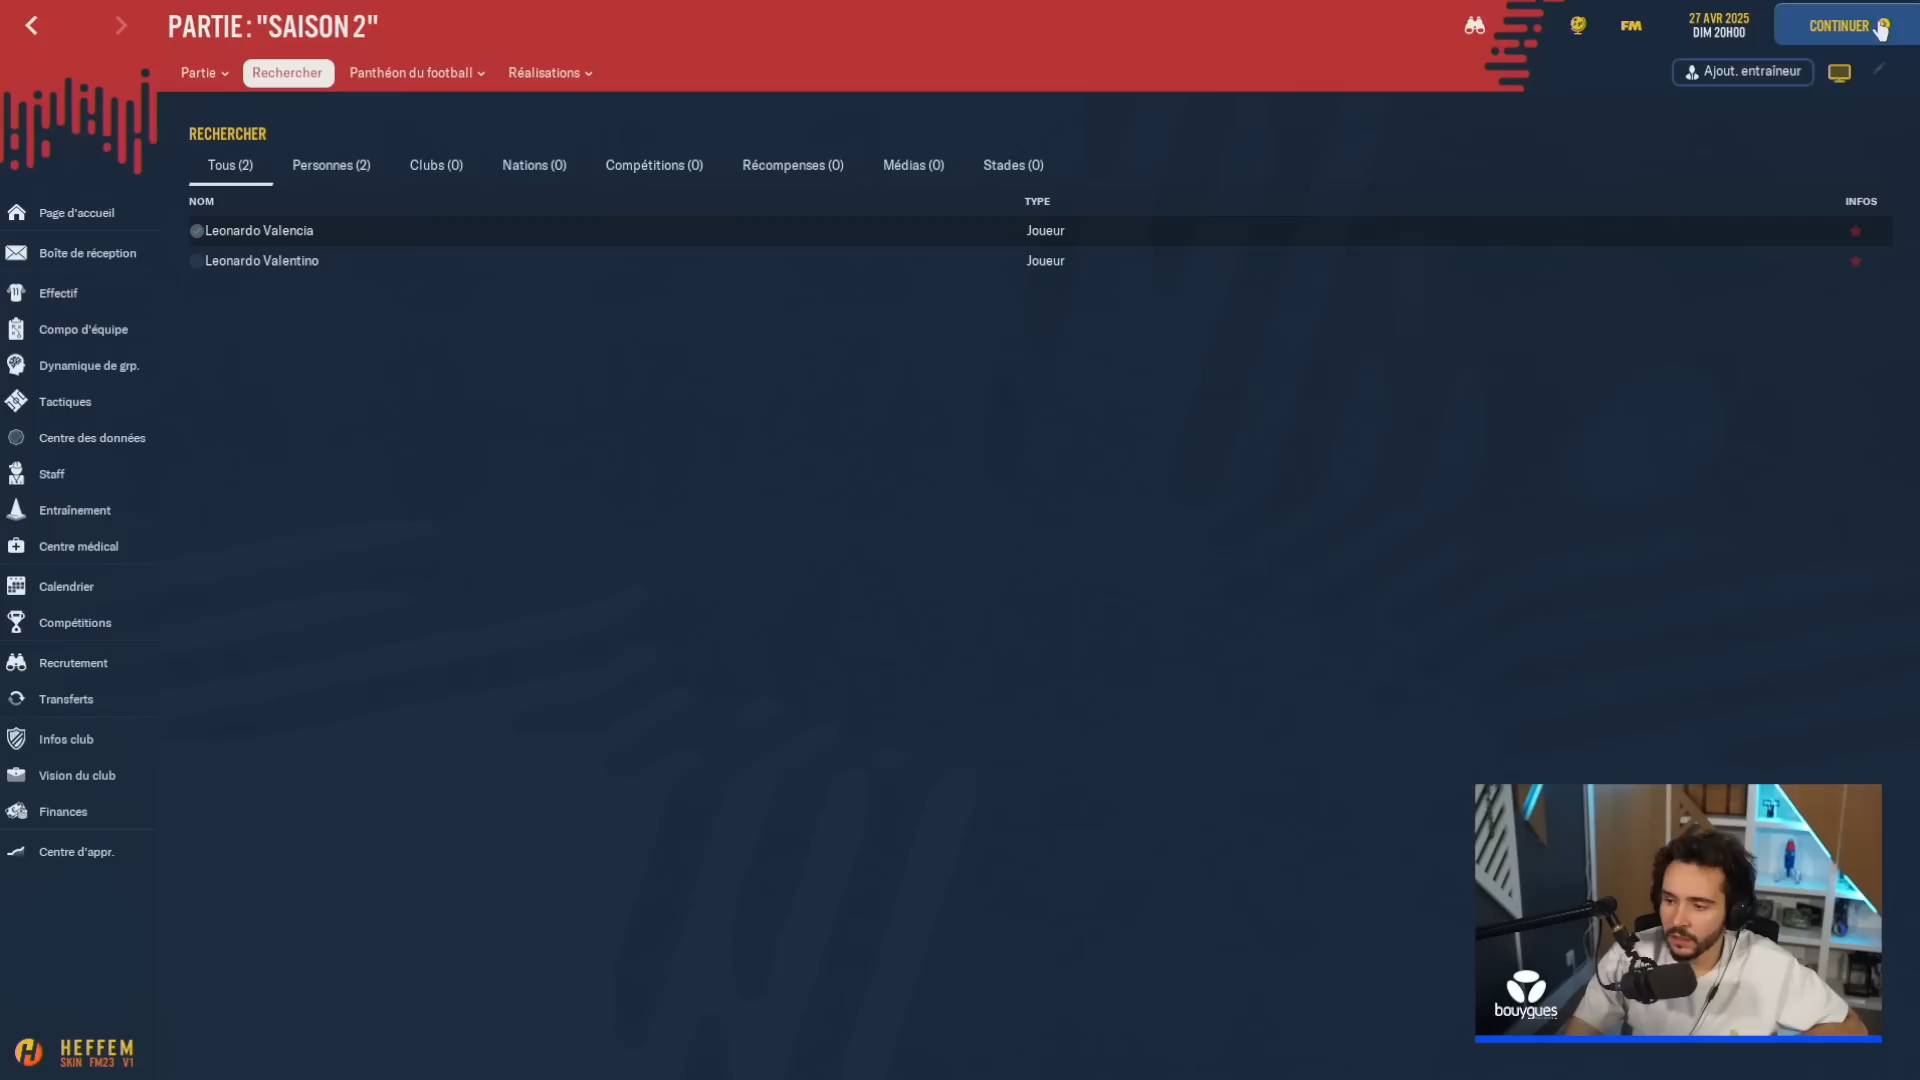 PARTIE : "SAISON 2"
27 AVR 2025
DIM 20H00
CONTINUER
Partie
Rechercher
Panthéon du football
Réalisations
Ajout. entraîneur
FM
RECHERCHER
Tous (2)
Personnes (2)
Clubs (0)
Nations (0)
Compétitions (0)
Récompenses (0)
Médias (0)
Stades (0)
NOM
TYPE
INFOS
Leonardo Valencia
Joueur
Leonardo Valentino
Joueur
Page d'accueil
Boîte de réception
Effectif
Compo d'équipe
Dynamique de grp.
Tactiques
Centre des données
Staff
Entraînement
Centre médical
Calendrier
Compétitions
Recrutement
Transferts
Infos club
Vision du club
Finances
Centre d'appr.
HEFFEM
SKIN FM23 V1
bouygues